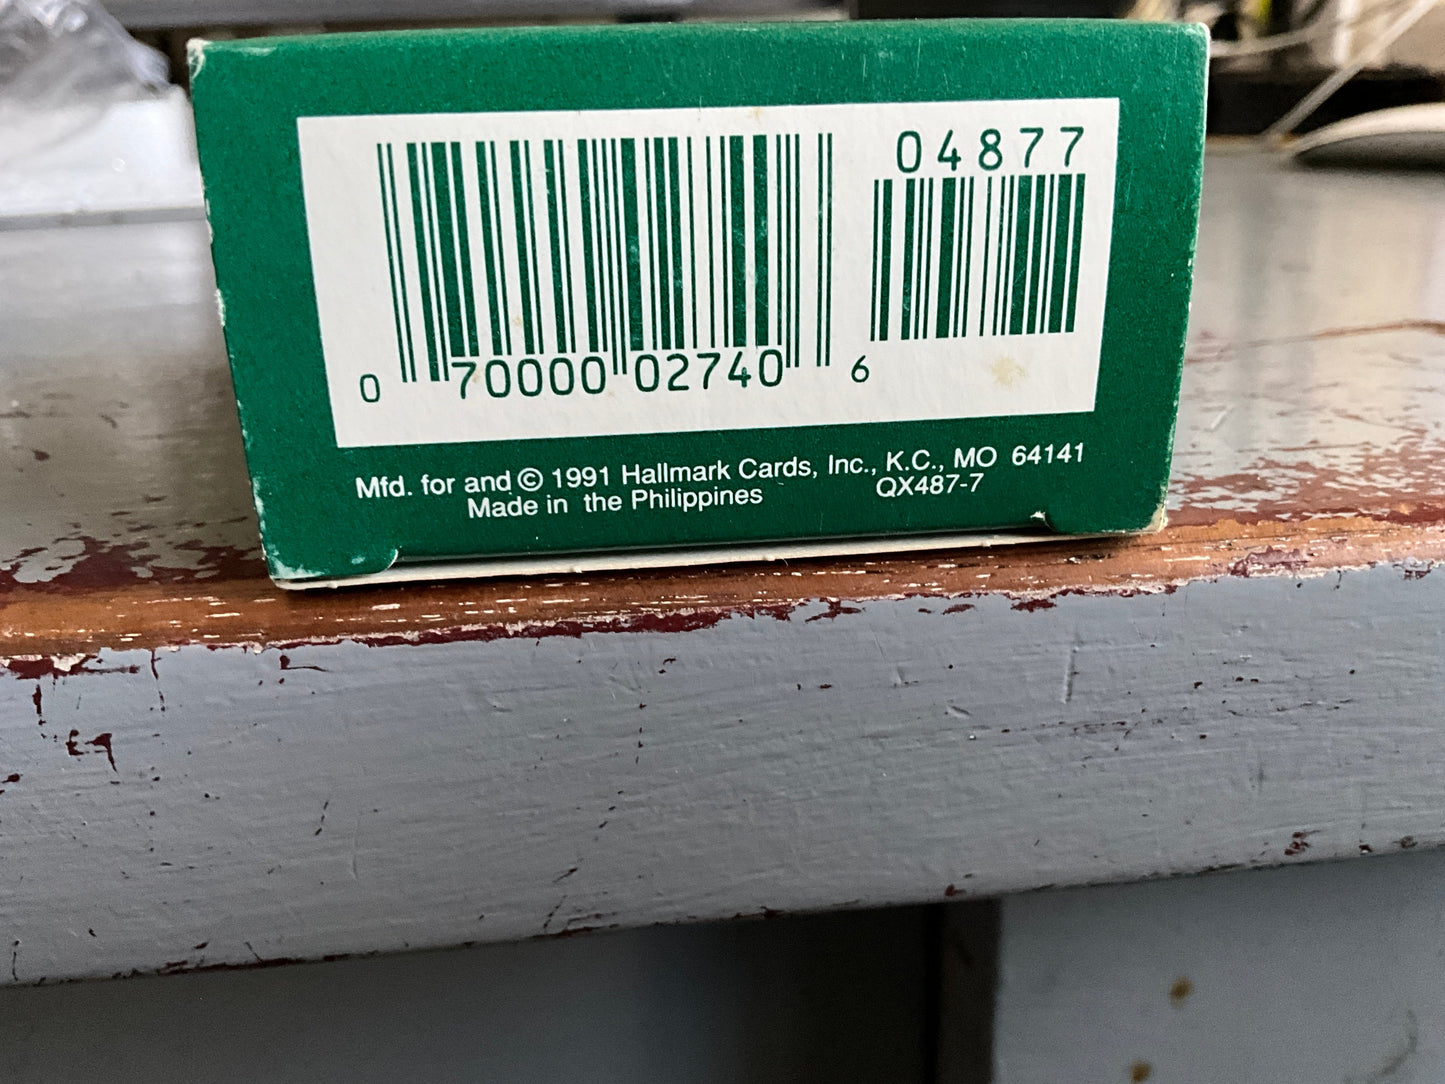 04877
0 70000 02740 6
Mfd. for and © 1991 Hallmark Cards, Inc., K.C., MO 64141
Made in the Philippines QX487-7